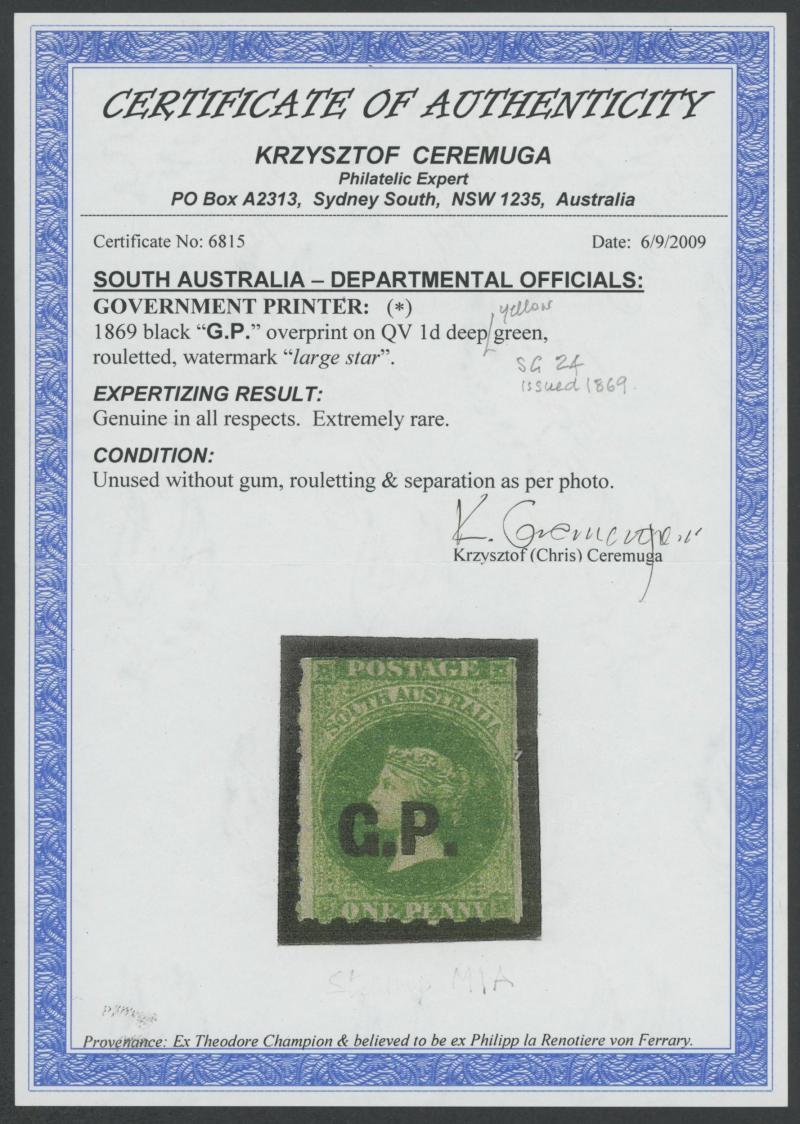 CERTIFICATE OF AUTHENTICITY
KRZYSZTOF CEREMUGA
Philatelic Expert
PO Box A2313, Sydney South, NSW 1235, Australia
Certificate No: 6815 Date: 6/9/2009
SOUTH AUSTRALIA – DEPARTMENTAL OFFICIALS:
GOVERNMENT PRINTER: (*)
yellow
1869 black “G.P.” overprint on QV 1d deep green,
rouletted, watermark “large star”.
SG 24
issued 1869.
EXPERTIZING RESULT:
Genuine in all respects. Extremely rare.
CONDITION:
Unused without gum, rouletting & separation as per photo.
K. Ceremuga
Krzysztof (Chris) Ceremuga
POSTAGE
SOUTH AUSTRALIA
G.P.
ONE PENNY
Stamp MIA
Provenance: Ex Theodore Champion & believed to be ex Philipp la Renotiere von Ferrary.